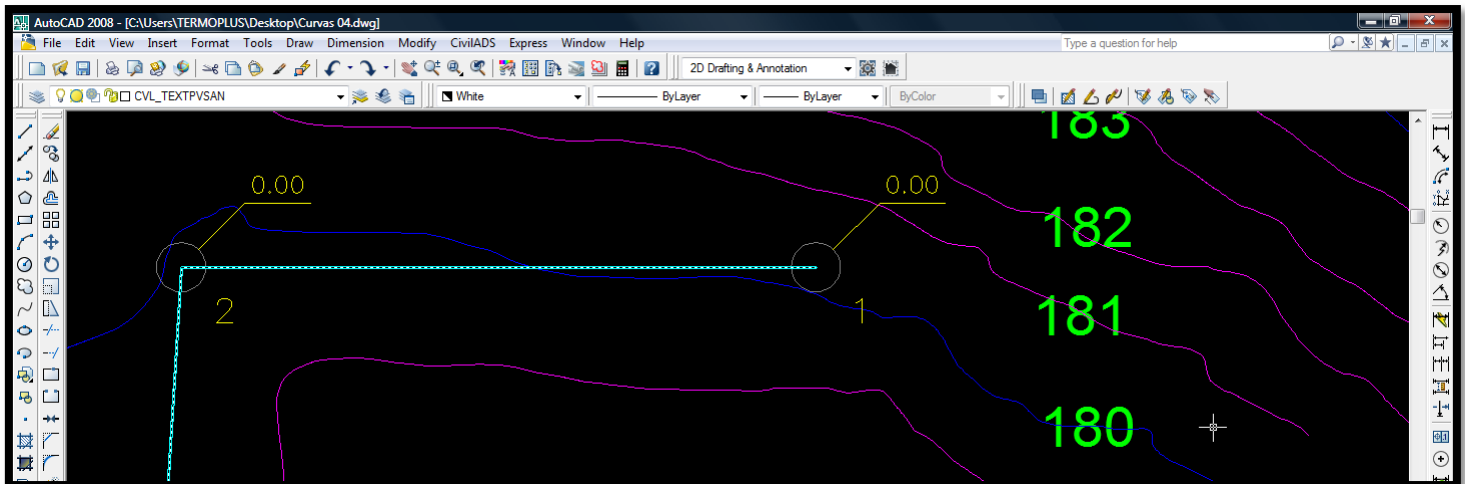 AutoCAD 2008 - [C:\Users\TERMOPLUS\Desktop\Curvas 04.dwg]
File Edit View Insert Format Tools Draw Dimension Modify CivilADS Express Window Help Type a question for help
2D Drafting & Annotation
CVL_TEXTPVSAN White ByLayer ByLayer ByColor
183
0.00 0.00
182
2 1 181
180